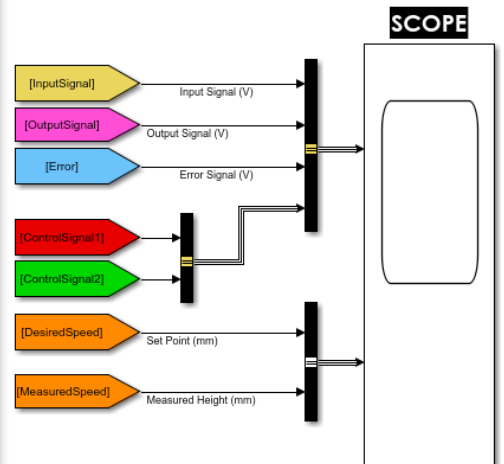 SCOPE
[InputSignal]
Input Signal (V)
[OutputSignal]
Output Signal (V)
[Error]
Error Signal (V)
[ControlSignal1]
[ControlSignal2]
[DesiredSpeed]
Set Point (mm)
[MeasuredSpeed]
Measured Height (mm)